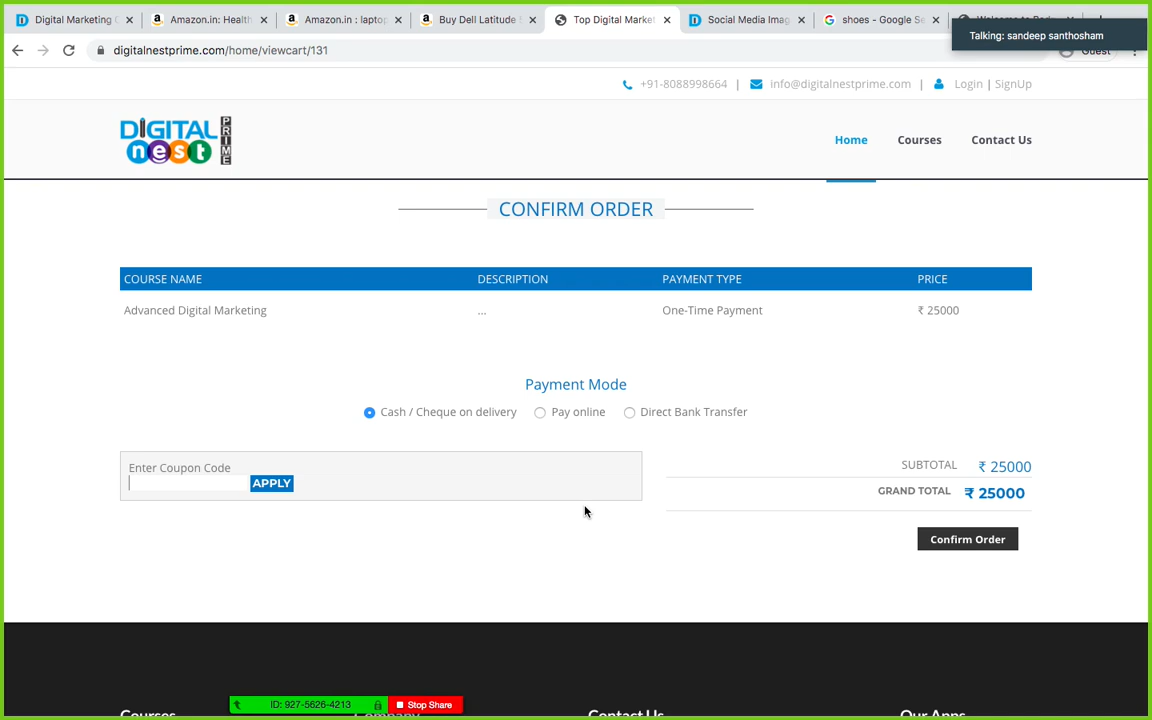 Digital Marketing
Amazon.in: Health
Amazon.in : laptop
Buy Dell Latitude
Top Digital Market
Social Media Imag
shoes - Google Se
Talking: sandeep santhosham
digitalnestprime.com/home/viewcart/131
Guest
+91-8088998664 | info@digitalnestprime.com | Login | SignUp
DIGITAL nest PRIME
Home Courses Contact Us
CONFIRM ORDER
COURSE NAME DESCRIPTION PAYMENT TYPE PRICE
Advanced Digital Marketing ... One-Time Payment ₹ 25000
Payment Mode
Cash / Cheque on delivery Pay online Direct Bank Transfer
Enter Coupon Code
APPLY
SUBTOTAL ₹ 25000
GRAND TOTAL ₹ 25000
Confirm Order
ID: 927-5626-4213 Stop Share
Courses Company Contact Us Our Apps